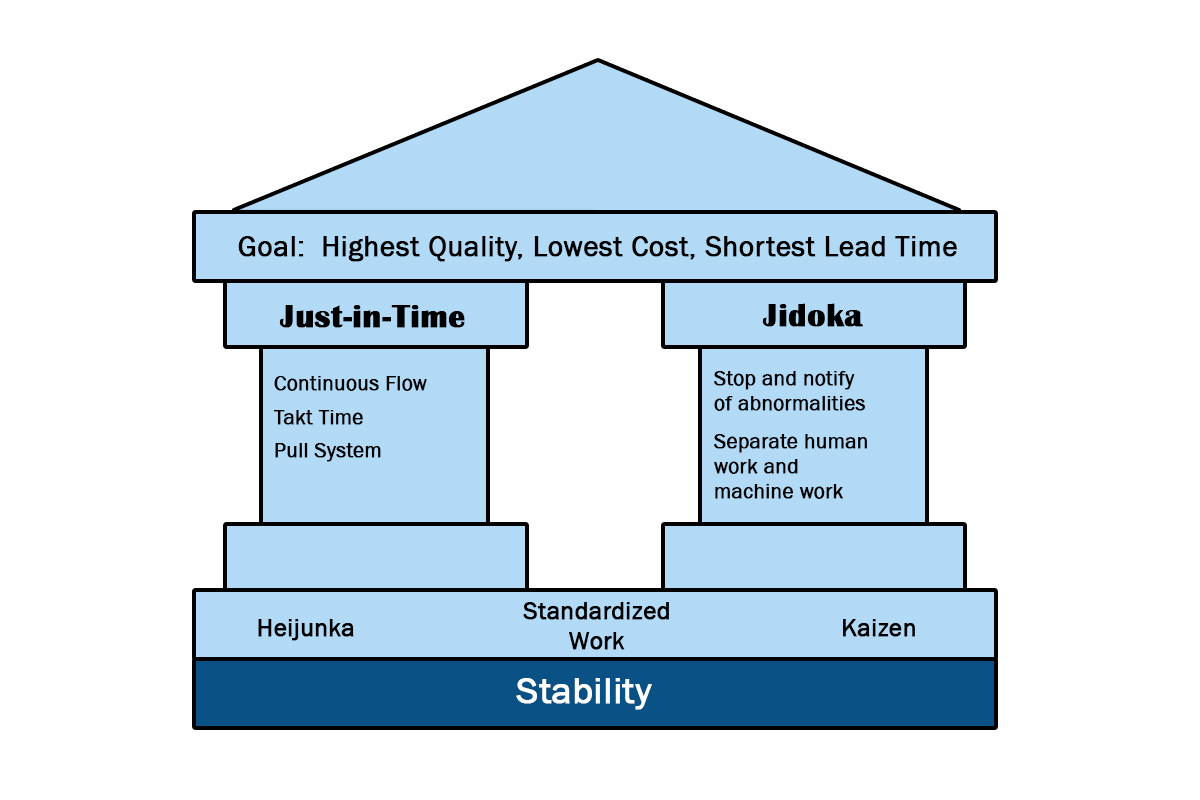 Goal:  Highest Quality, Lowest Cost, Shortest Lead Time
Just-in-Time
Continuous Flow
Takt Time
Pull System
Jidoka
Stop and notify
of abnormalities
Separate human
work and
machine work
Heijunka
Standardized
Work
Kaizen
Stability